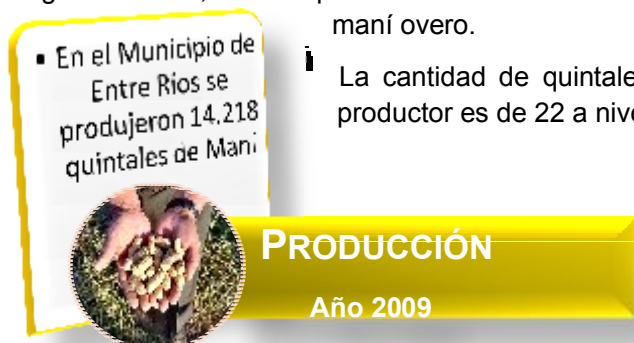 maní overo.
▪ En el Municipio de
Entre Rios se
produjeron 14.218
quintales de Mani
La cantidad de quintale
productor es de 22 a nive
PRODUCCIÓN
Año 2009